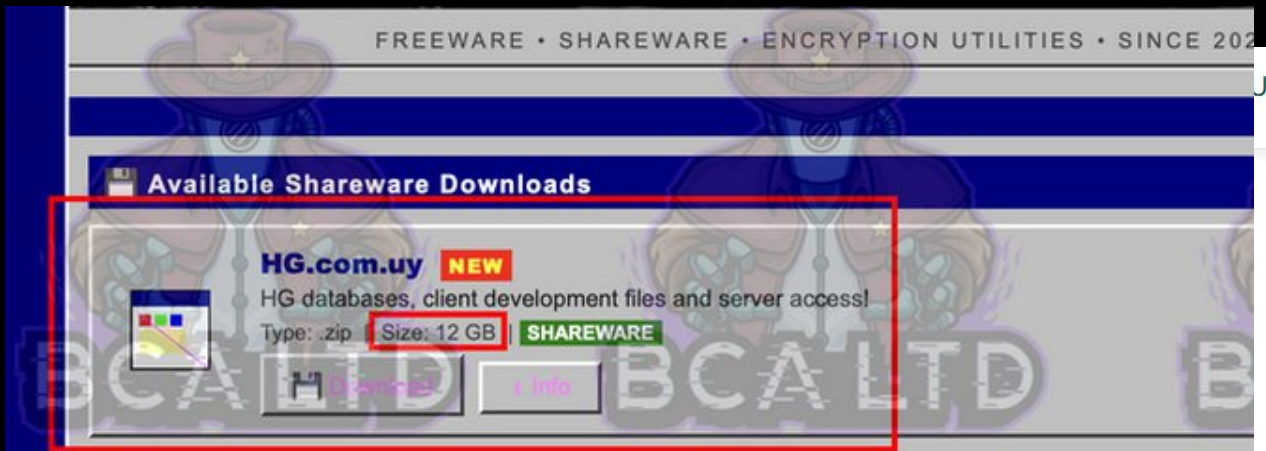 FREEWARE • SHAREWARE • ENCRYPTION UTILITIES • SINCE 202
U
Available Shareware Downloads
HG.com.uy NEW
HG databases, client development files and server access!
Type: .zip | Size: 12 GB | SHAREWARE
Download i Info
BCALTD BCALTD B